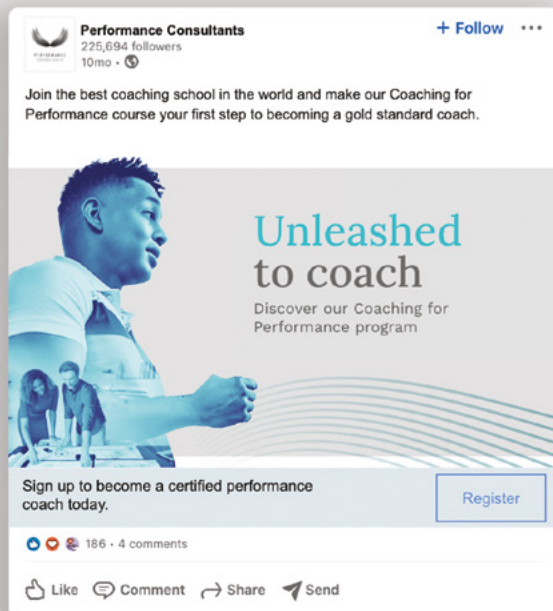 Performance Consultants
+ Follow
225,694 followers
10mo •
Join the best coaching school in the world and make our Coaching for
Performance course your first step to becoming a gold standard coach.
Unleashed
to coach
Discover our Coaching for
Performance program
Sign up to become a certified performance
coach today.
Register
186 • 4 comments
Like Comment Share Send